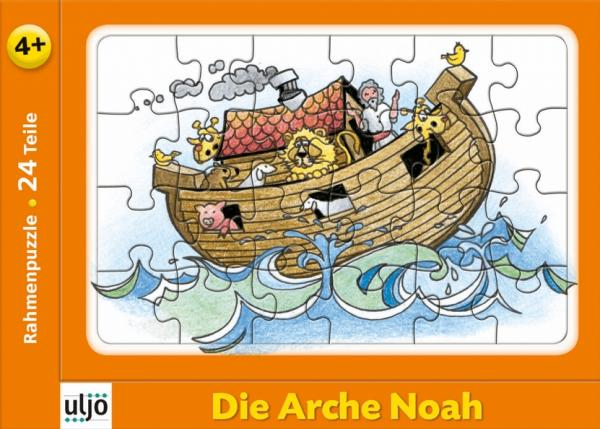 4+
Rahmenpuzzle • 24 Teile
uljö
Die Arche Noah